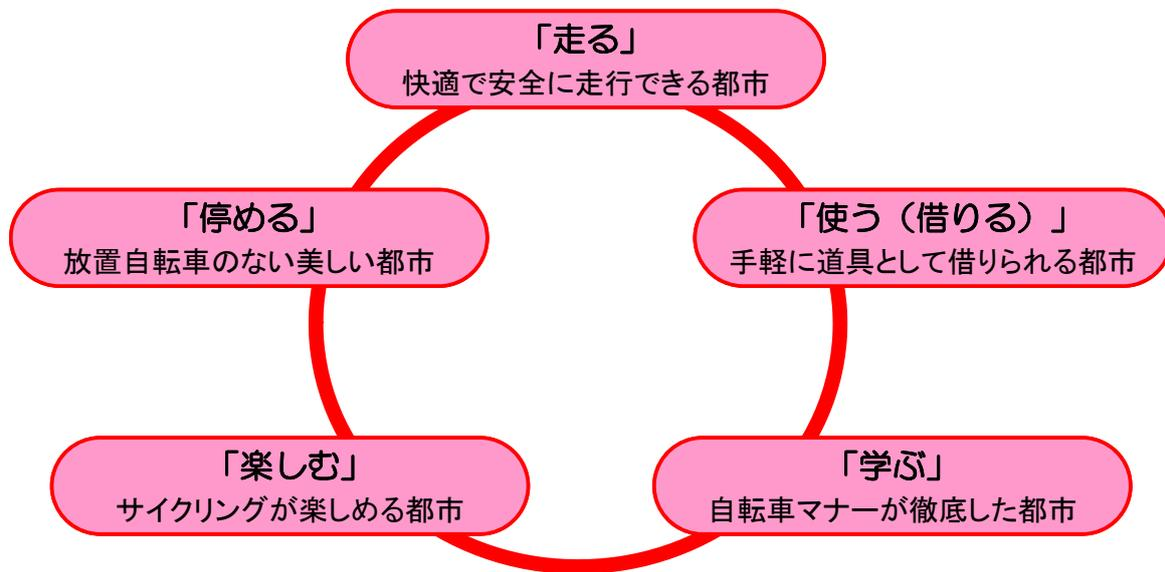 「走る」
快適で安全に走行できる都市
「停める」
放置自転車のない美しい都市
「使う（借りる）」
手軽に道具として借りられる都市
「楽しむ」
サイクリングが楽しめる都市
「学ぶ」
自転車マナーが徹底した都市